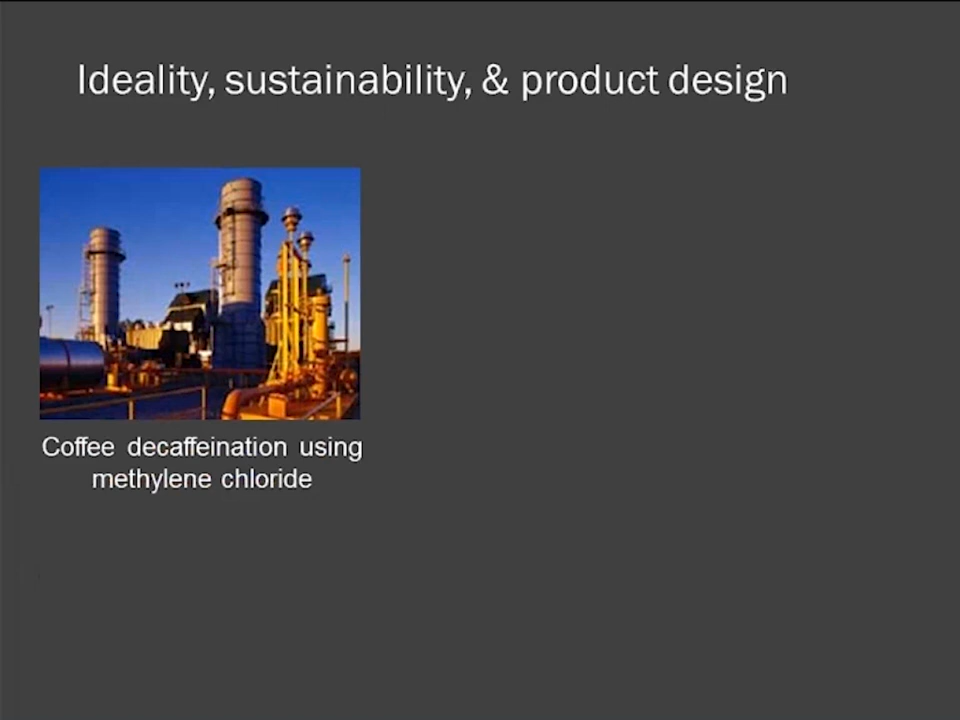 Ideality, sustainability, & product design
Coffee decaffeination using
methylene chloride